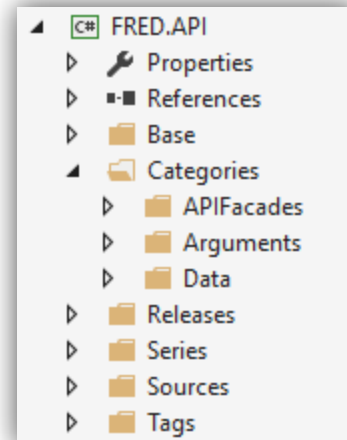 C# FRED.API
Properties
References
Base
Categories
APIFacades
Arguments
Data
Releases
Series
Sources
Tags